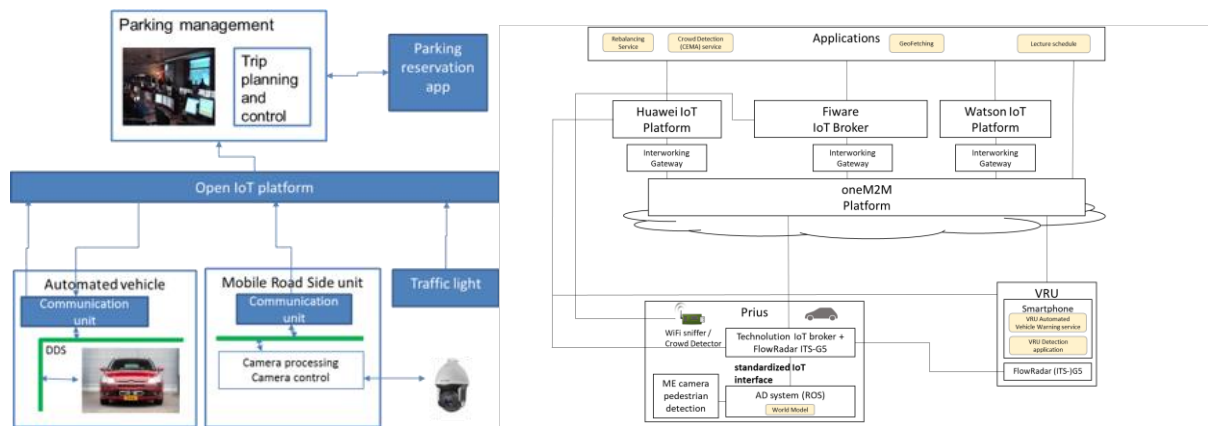 Parking management
Trip
planning
and
control
Parking
reservation
app
Open IoT platform
Automated vehicle
Communication
unit
DDS
Mobile Road Side unit
Communication
unit
Camera processing
Camera control
Traffic light
Applications
Rebalancing
Service
Crowd Detection
(CEMA) service
GeoFetching
Lecture schedule
Huawei IoT
Platform
Fiware
IoT Broker
Watson IoT
Platform
Interworking
Gateway
Interworking
Gateway
Interworking
Gateway
oneM2M
Platform
Prius
WiFi sniffer /
Crowd Detector
Technolution IoT broker +
FlowRadar ITS-G5
standardized IoT
interface
ME camera
pedestrian
detection
AD system (ROS)
World Model
VRU
Smartphone
VRU Automated
Vehicle Warning service
VRU Detection
application
FlowRadar (ITS-)G5